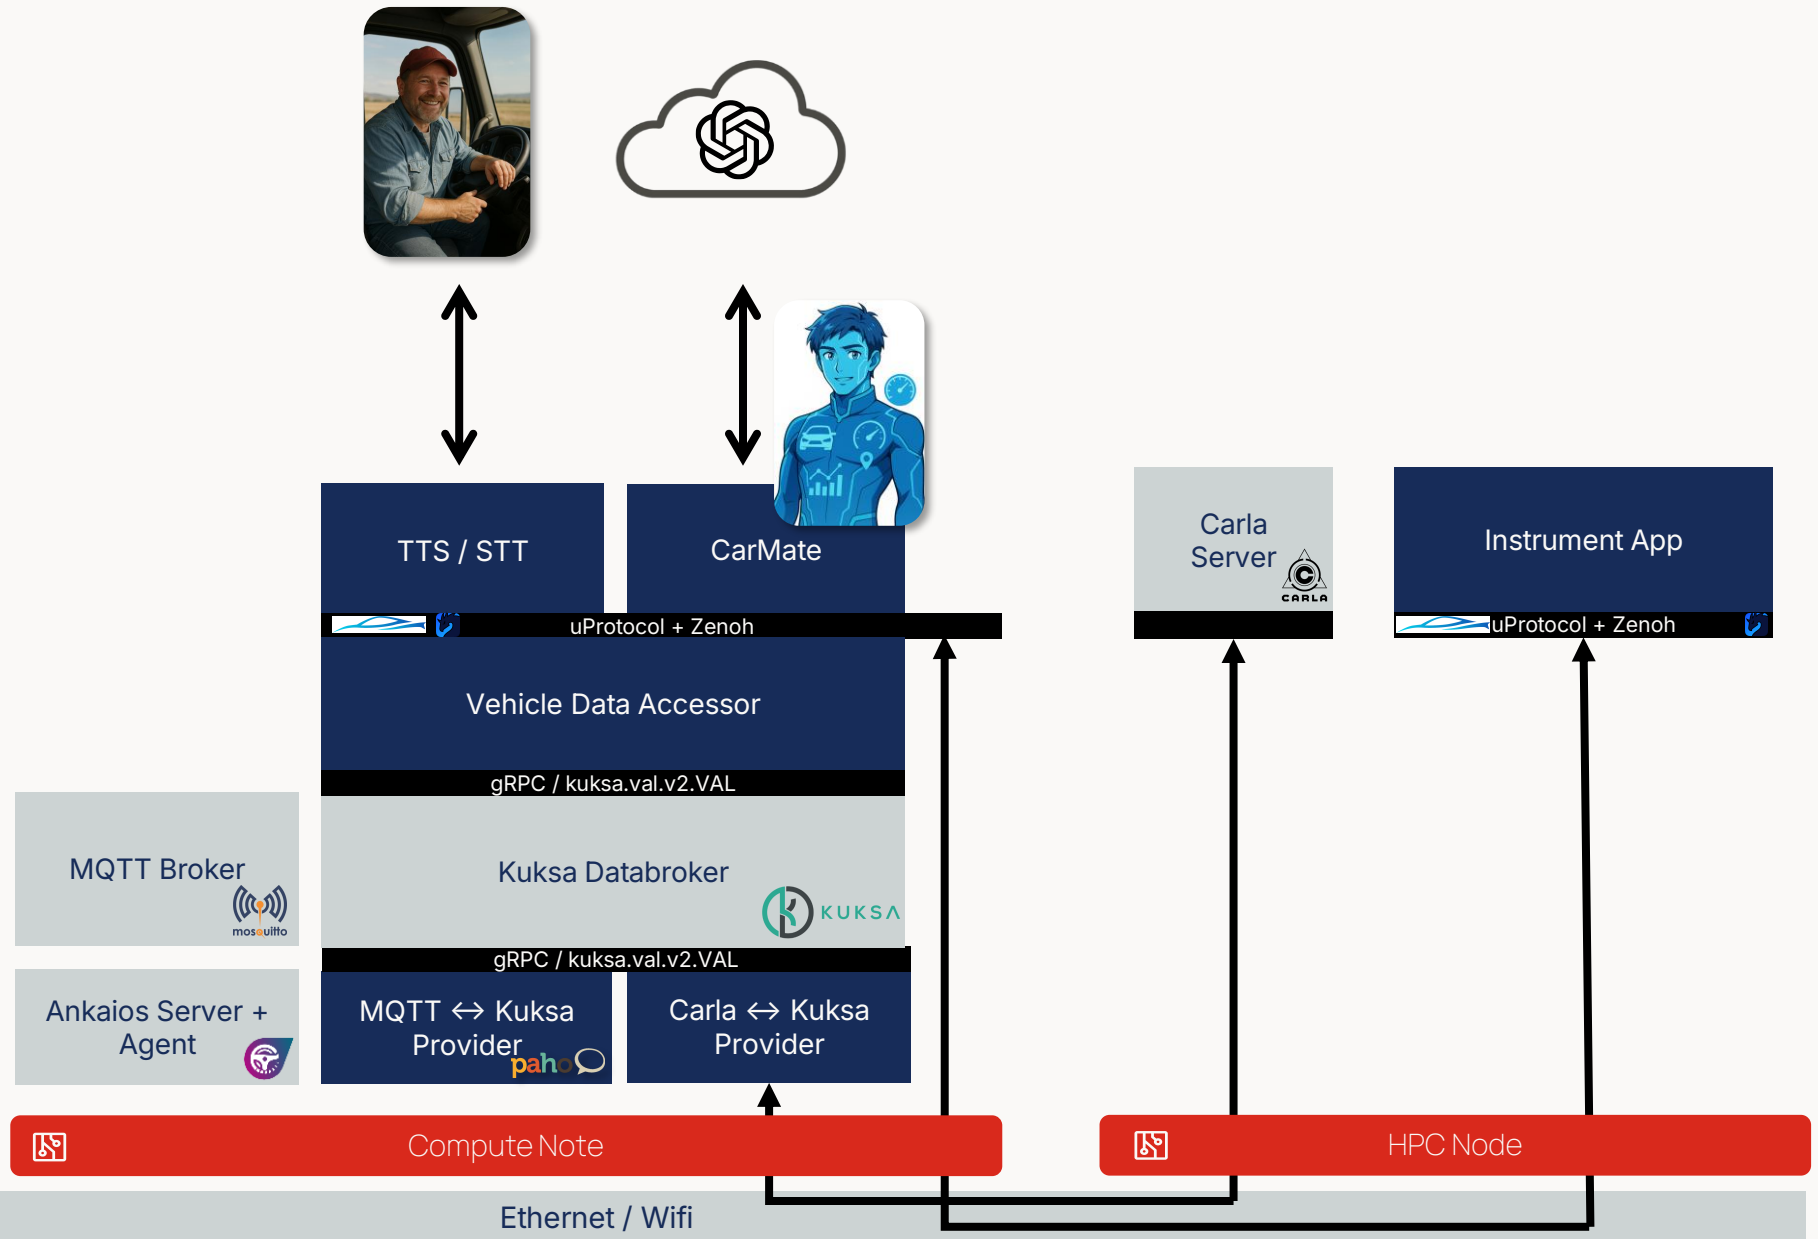 TTS / STT
CarMate
Carla
Server
CARLA
Instrument App
uProtocol + Zenoh
uProtocol + Zenoh
Vehicle Data Accessor
gRPC / kuksa.val.v2.VAL
MQTT Broker
mosquitto
Kuksa Databroker
KUKSA
gRPC / kuksa.val.v2.VAL
Ankaios Server +
Agent
MQTT <-> Kuksa
Provider
paho
Carla <-> Kuksa
Provider
Compute Note
HPC Node
Ethernet / Wifi